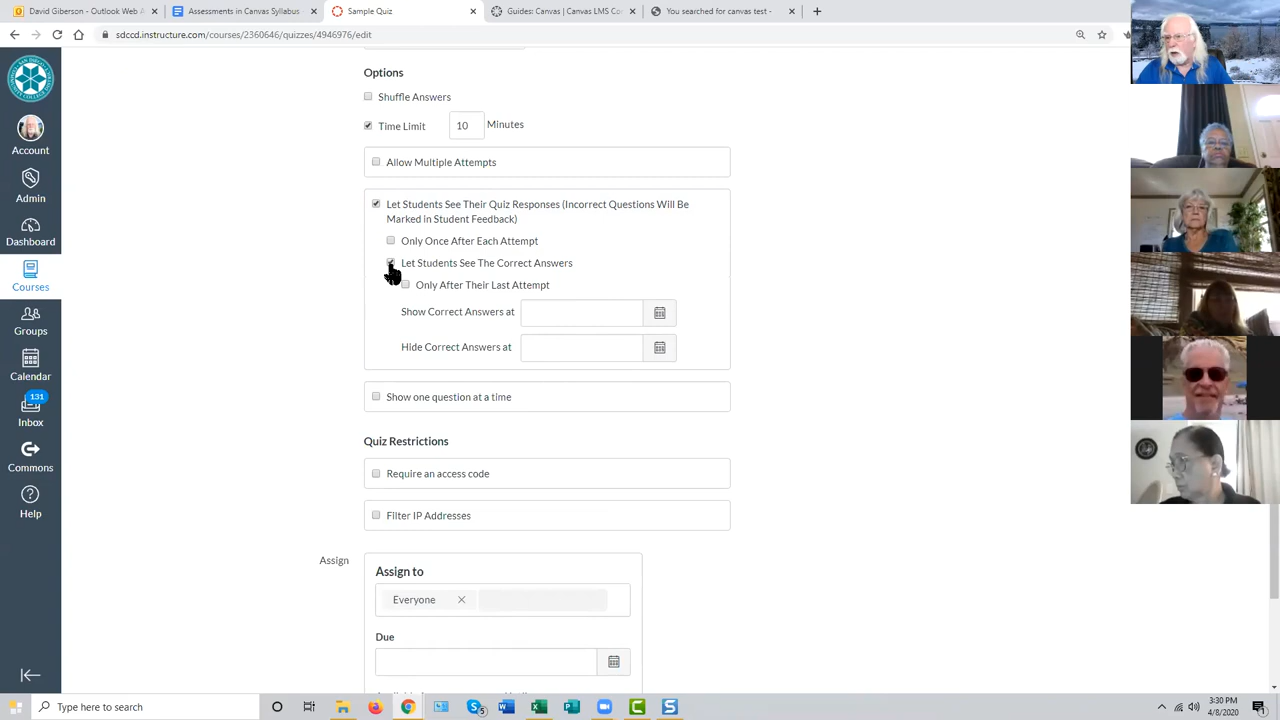 David Giberson - Outlook Web A
Assessments in Canvas Syllabus
Sample Quiz
Guides: Canvas | Canvas LMS Co
You searched for canvas test -
sdccd.instructure.com/courses/2360646/quizzes/4946976/edit
Account
Admin
Dashboard
Courses
Groups
Calendar
131
Inbox
Commons
Help
Options
Shuffle Answers
Time Limit 10 Minutes
Allow Multiple Attempts
Let Students See Their Quiz Responses (Incorrect Questions Will Be
Marked in Student Feedback)
Only Once After Each Attempt
Let Students See The Correct Answers
Only After Their Last Attempt
Show Correct Answers at
Hide Correct Answers at
Show one question at a time
Quiz Restrictions
Require an access code
Filter IP Addresses
Assign
Assign to
Everyone
Due
Type here to search
5
3:30 PM
4/8/2020
1